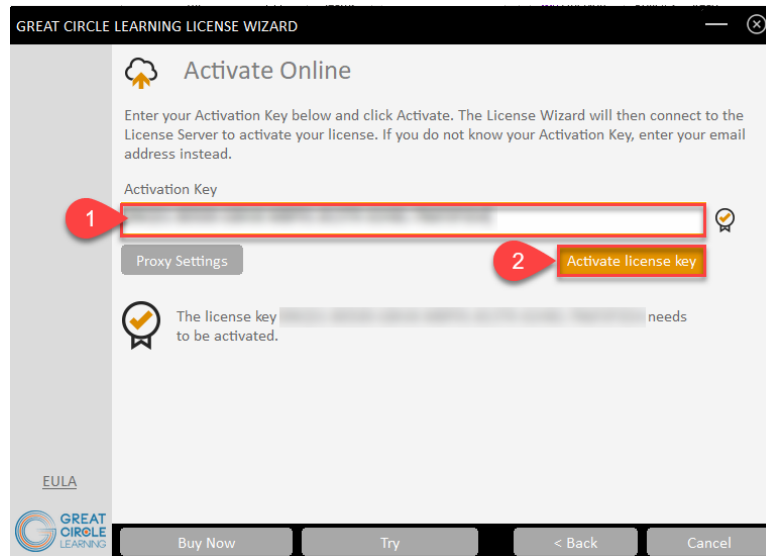 GREAT CIRCLE LEARNING LICENSE WIZARD
Activate Online
Enter your Activation Key below and click Activate. The License Wizard will then connect to the
License Server to activate your license. If you do not know your Activation Key, enter your email
address instead.
Activation Key
1
Proxy Settings
2
Activate license key
The license key needs
to be activated.
EULA
GREAT
CIRCLE
LEARNING
Buy Now
Try
< Back
Cancel